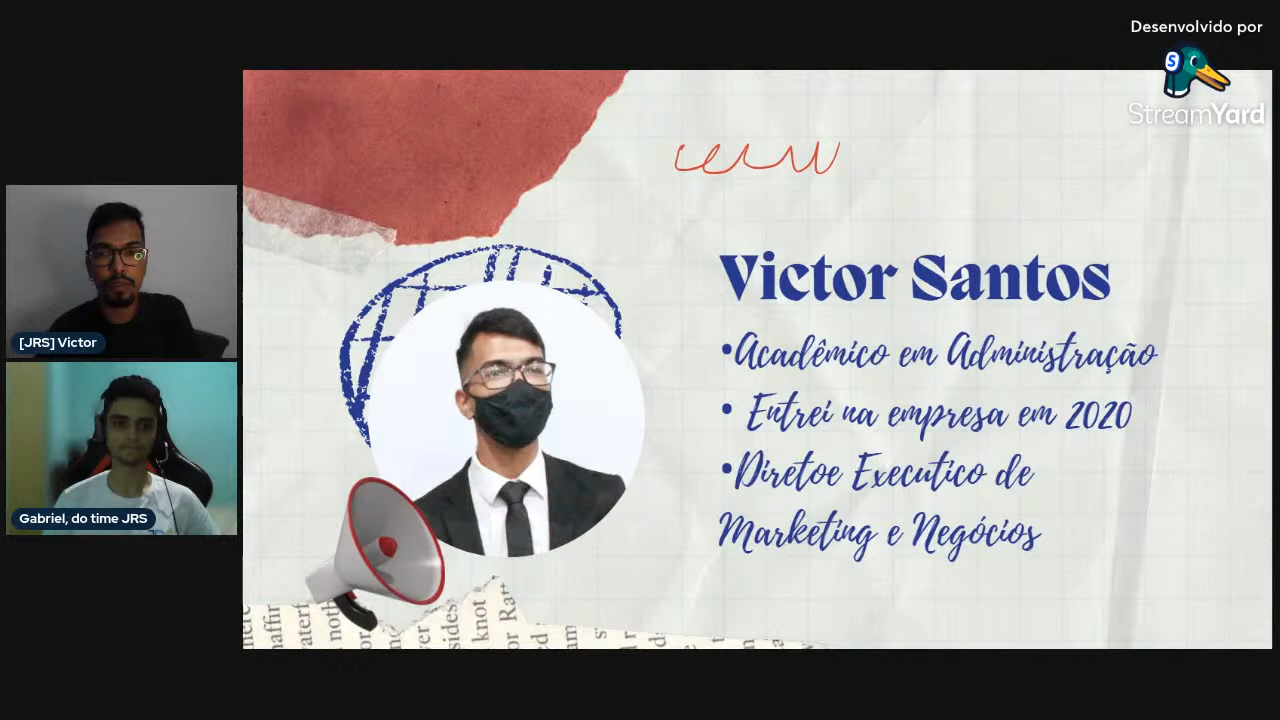 Desenvolvido por
StreamYard
[JRS] Victor
Gabriel, do time JRS
Victor Santos
•Acadêmico em Administração
• Entrei na empresa em 2020
•Diretoe Executico de
Marketing e Negócios